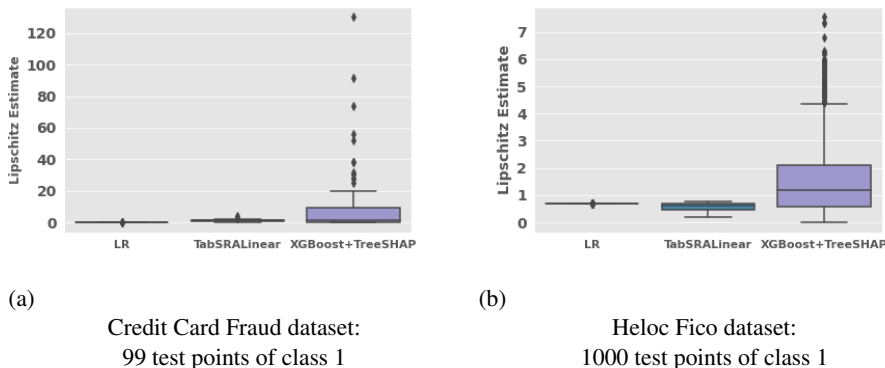 Lipschitz Estimate
120
100
80
60
40
20
0
LR TabSRALinear XGBoost+TreeSHAP
(a)
Credit Card Fraud dataset:
99 test points of class 1
Lipschitz Estimate
7
6
5
4
3
2
1
0
LR TabSRALinear XGBoost+TreeSHAP
(b)
Heloc Fico dataset:
1000 test points of class 1